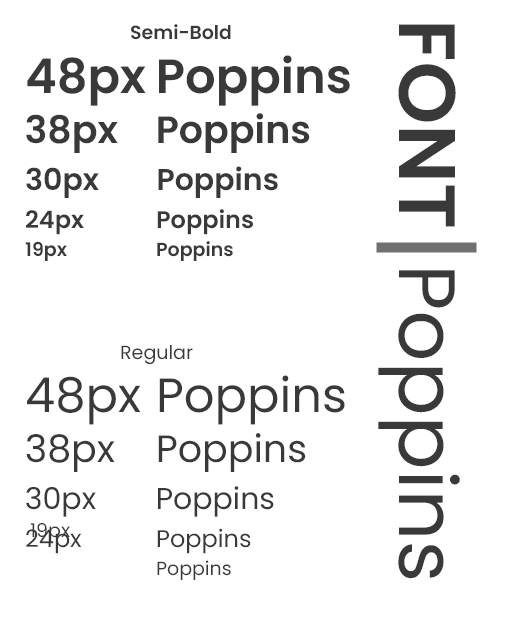 Semi-Bold
48px Poppins
38px Poppins
30px Poppins
24px Poppins
19px Poppins
Regular
48px Poppins
38px Poppins
30px Poppins
19px
24px Poppins
Poppins
FONT | Poppins